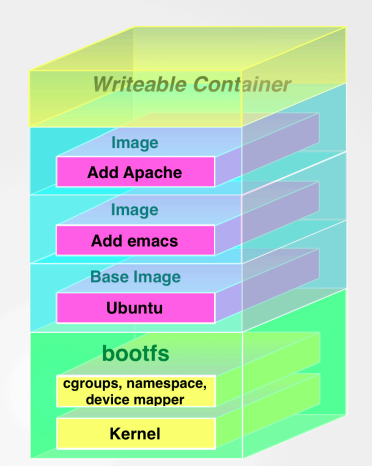 Writeable Container
Image
Add Apache
Image
Add emacs
Base Image
Ubuntu
bootfs
cgroups, namespace,
device mapper
Kernel